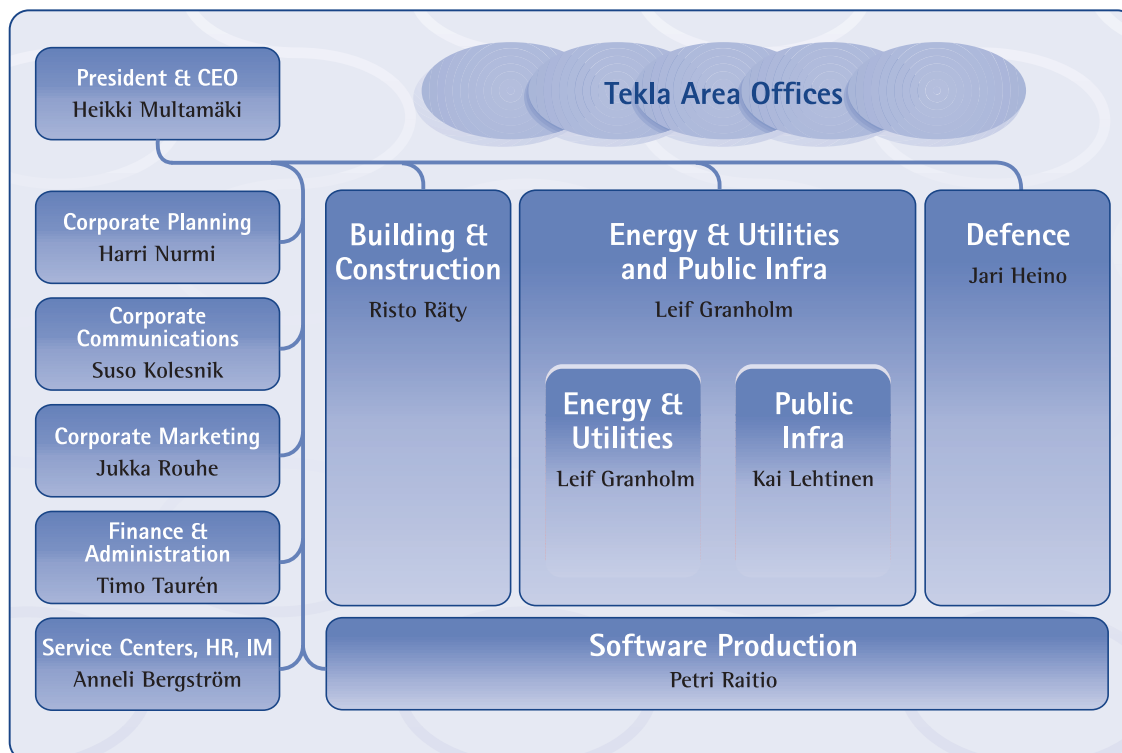 President & CEO
Heikki Multamäki
Tekla Area Offices
Corporate Planning
Harri Nurmi
Corporate
Communications
Suso Kolesnik
Corporate Marketing
Jukka Rouhe
Finance &
Administration
Timo Taurén
Service Centers, HR, IM
Anneli Bergström
Building &
Construction
Risto Räty
Energy & Utilities
and Public Infra
Leif Granholm
Energy &
Utilities
Leif Granholm
Public
Infra
Kai Lehtinen
Defence
Jari Heino
Software Production
Petri Raitio